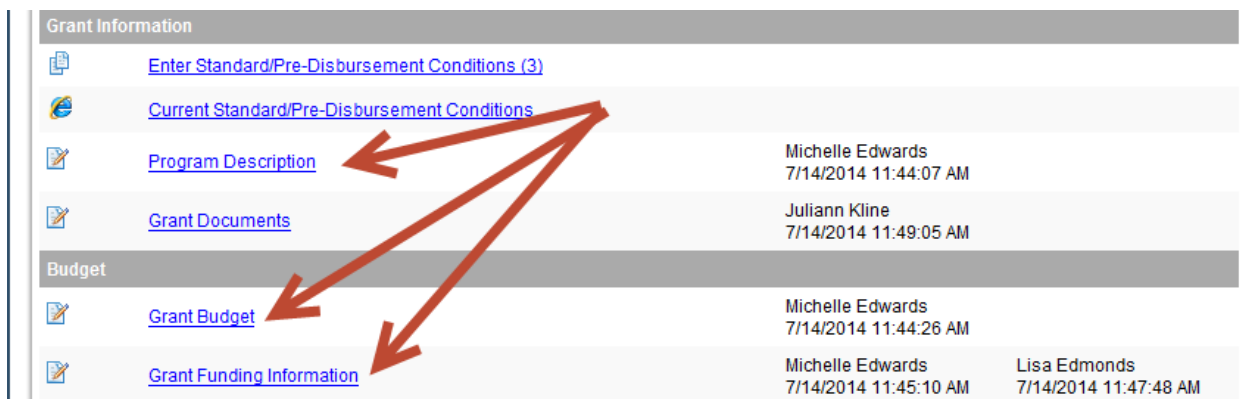 Grant Information
Enter Standard/Pre-Disbursement Conditions (3)
Current Standard/Pre-Disbursement Conditions
Program Description
Michelle Edwards
7/14/2014 11:44:07 AM
Grant Documents
Juliann Kline
7/14/2014 11:49:05 AM
Budget
Grant Budget
Michelle Edwards
7/14/2014 11:44:26 AM
Grant Funding Information
Michelle Edwards
7/14/2014 11:45:10 AM
Lisa Edmonds
7/14/2014 11:47:48 AM